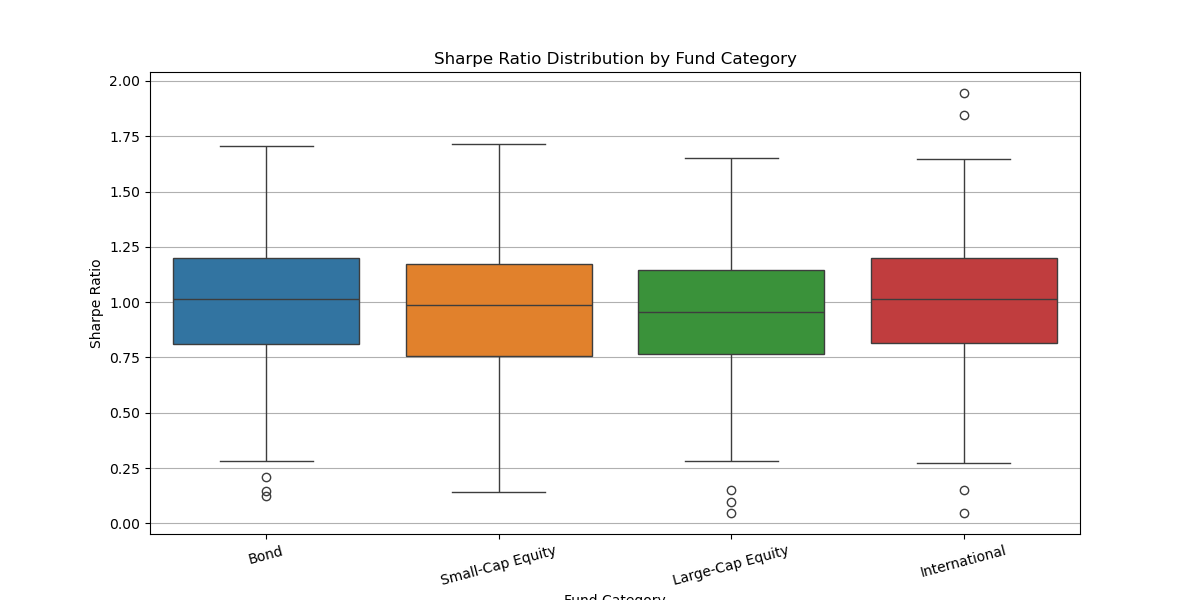 Sharpe Ratio Distribution by Fund Category
2.00
1.75
1.50
1.25
1.00
0.75
0.50
0.25
0.00
Sharpe Ratio
Bond
Small-Cap Equity
Large-Cap Equity
International
Fund Category